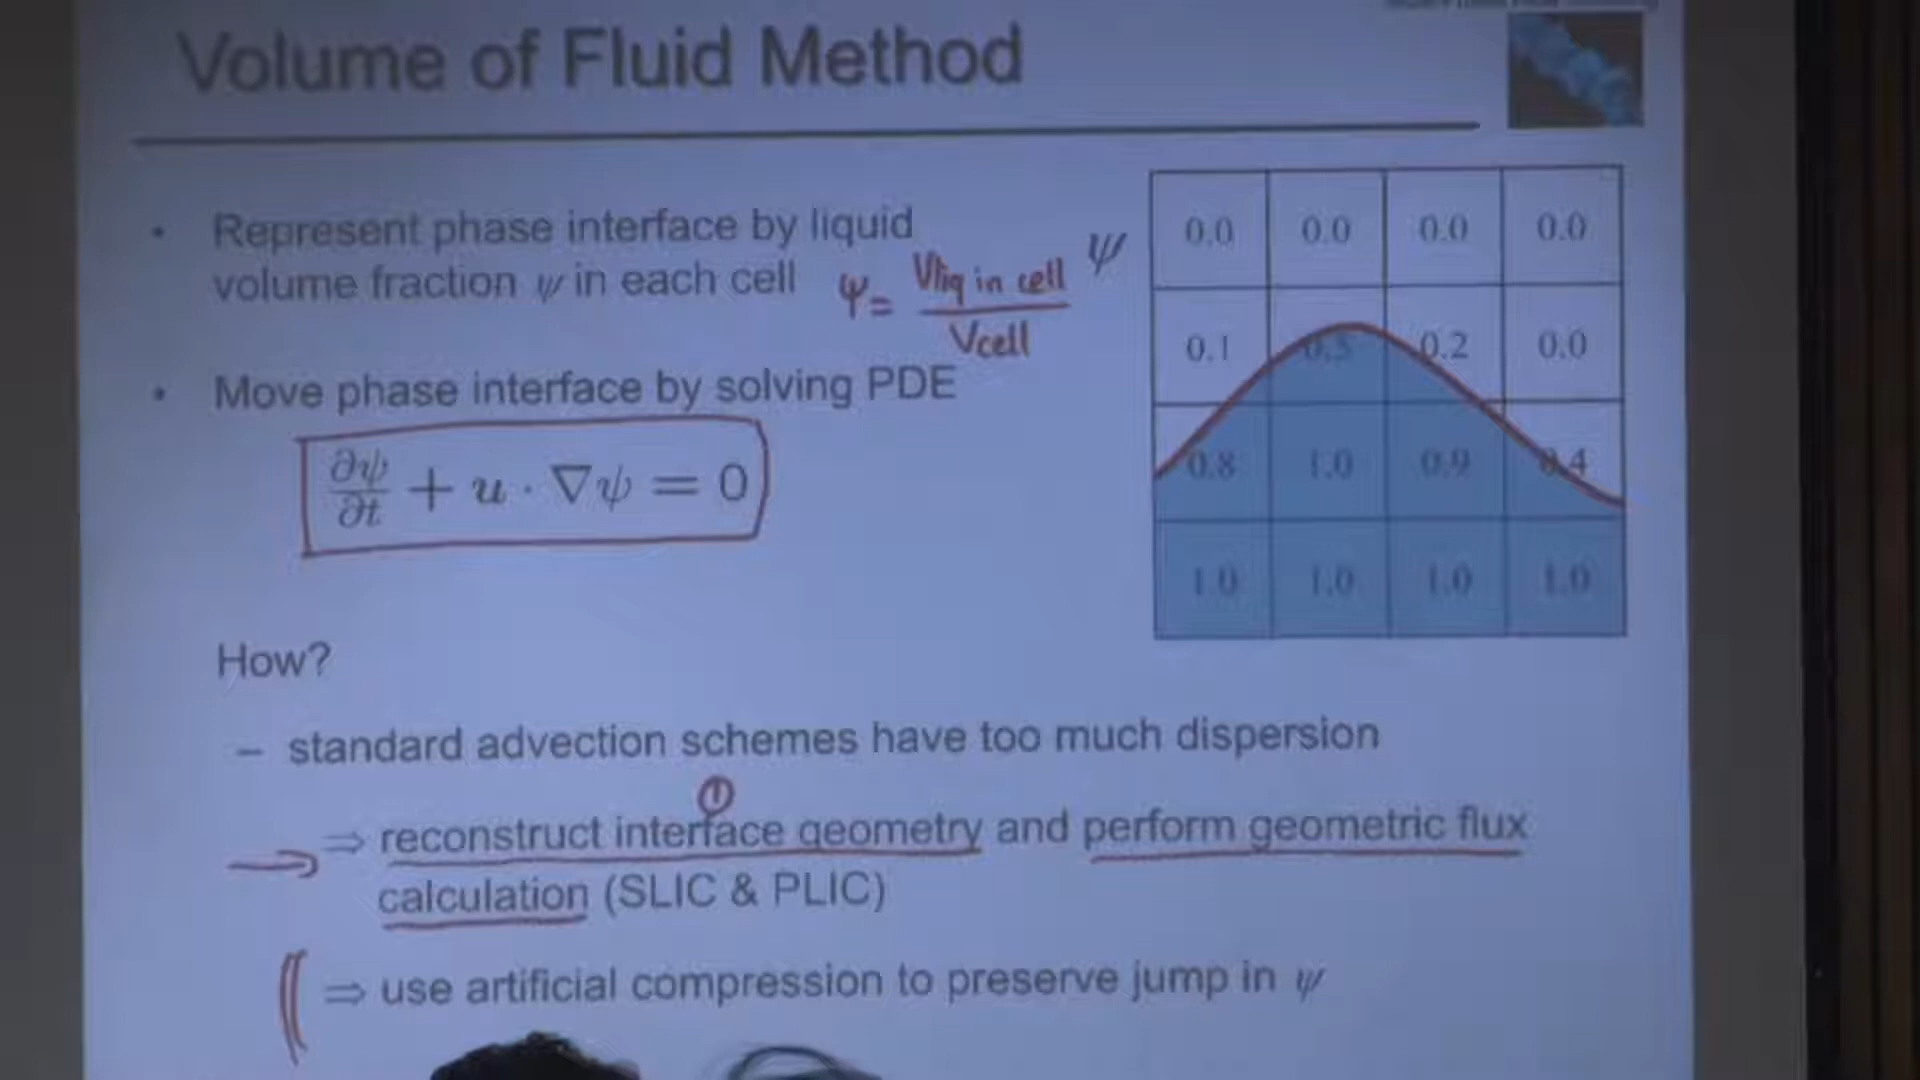 Volume of Fluid Method
• Represent phase interface by liquid
volume fraction ψ in each cell
ψ = Vliq in cell / Vcell
ψ
• Move phase interface by solving PDE
∂ψ/∂t + u · ∇ψ = 0
0.0 0.0 0.0 0.0
0.1 0.5 0.2 0.0
0.8 1.0 0.9 0.4
1.0 1.0 1.0 1.0
How?
– standard advection schemes have too much dispersion
①
⇒ reconstruct interface geometry and perform geometric flux
calculation (SLIC & PLIC)
⇒ use artificial compression to preserve jump in ψ